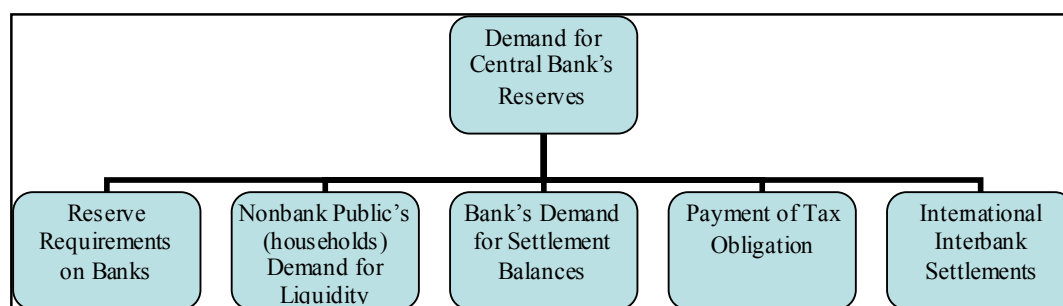 Demand for
Central Bank's
Reserves
Reserve
Requirements
on Banks
Nonbank Public's
(households)
Demand for
Liquidity
Bank's Demand
for Settlement
Balances
Payment of Tax
Obligation
International
Interbank
Settlements